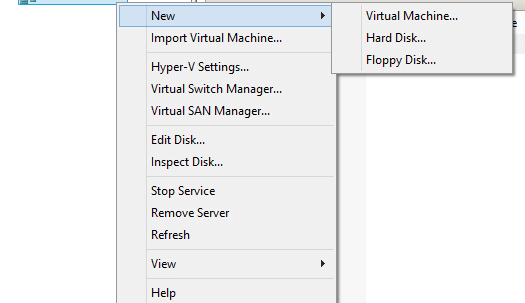 New
Virtual Machine...
Hard Disk...
Floppy Disk...
Import Virtual Machine...
Hyper-V Settings...
Virtual Switch Manager...
Virtual SAN Manager...
Edit Disk...
Inspect Disk...
Stop Service
Remove Server
Refresh
View
Help